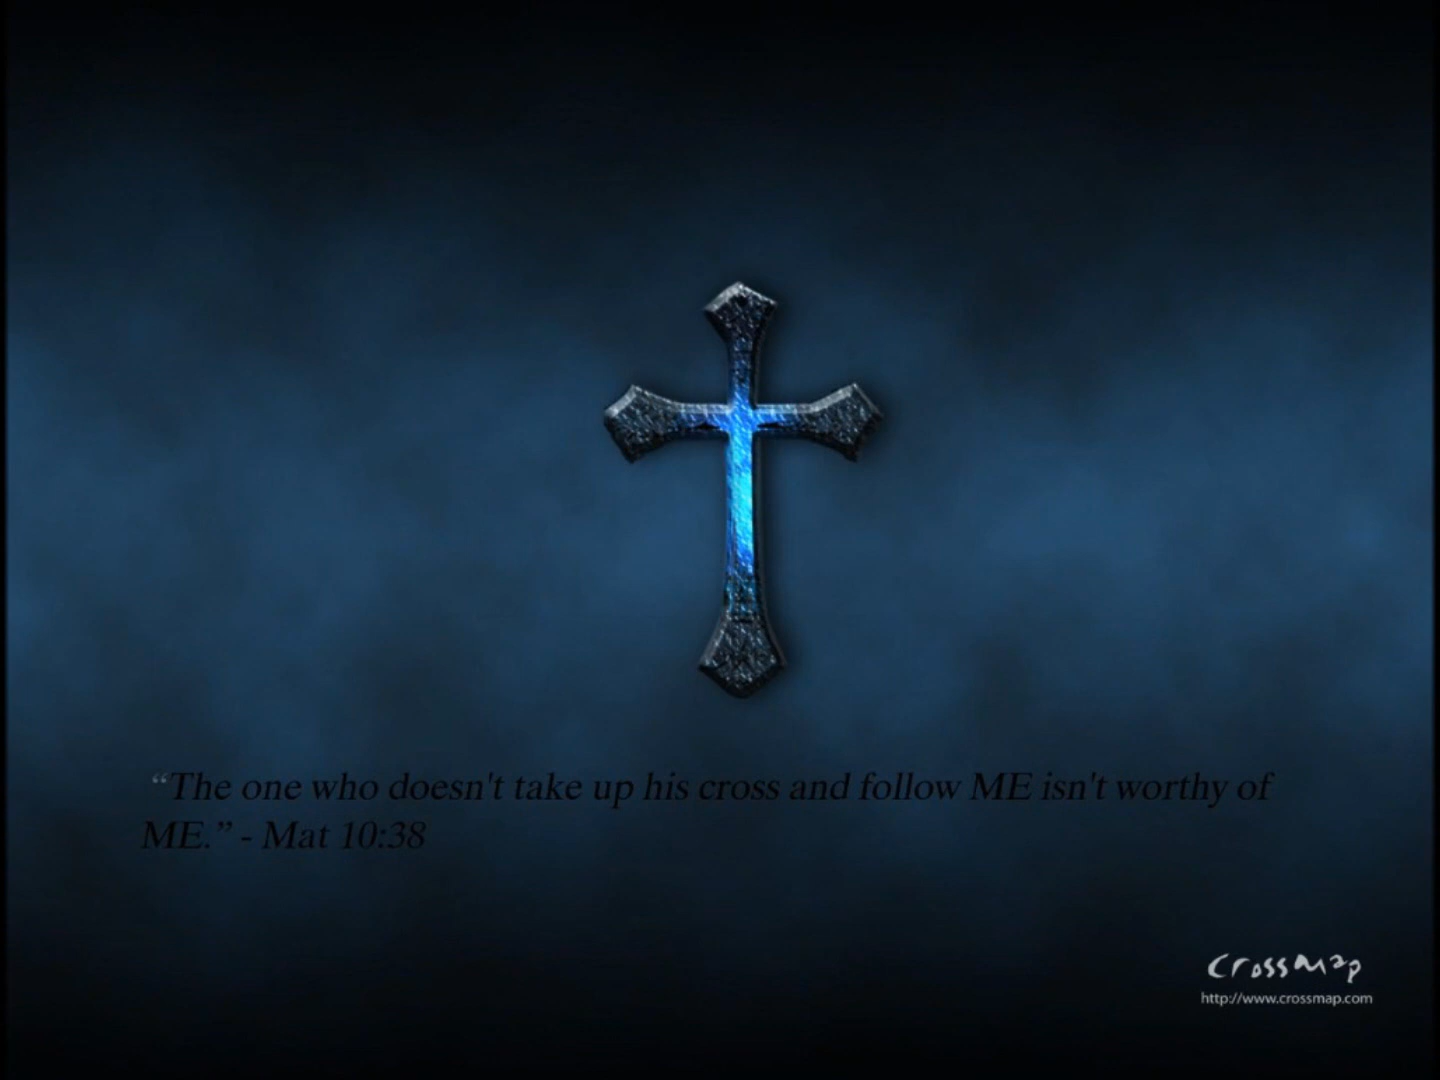 “The one who doesn't take up his cross and follow ME isn't worthy of
ME.” - Mat 10:38
crossmap
http://www.crossmap.com